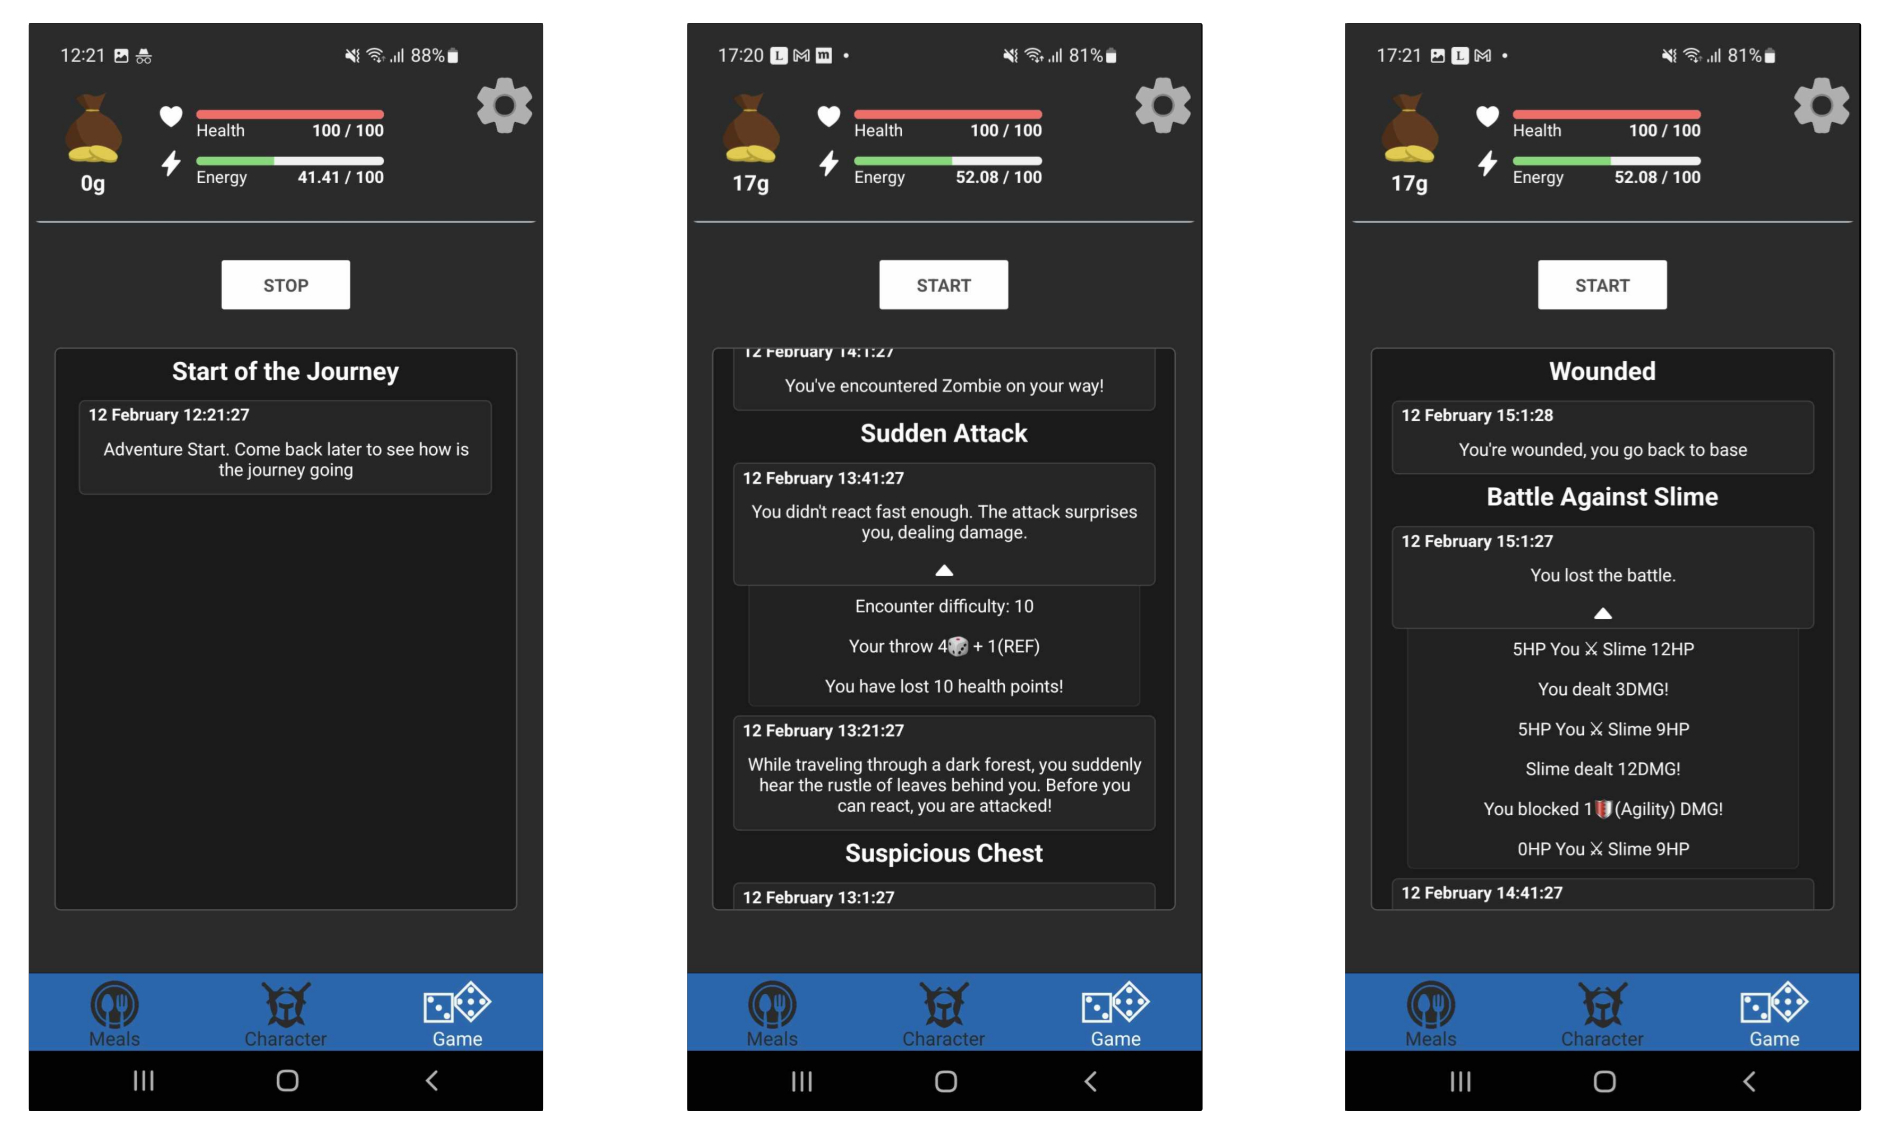 12:21 88%
Health 100 / 100
0g
Energy 41.41 / 100
STOP
Start of the Journey
12 February 12:21:27
Adventure Start. Come back later to see how is
the journey going
Meals Character Game
17:20 L m 81%
Health 100 / 100
17g
Energy 52.08 / 100
START
12 February 14:1:27
You've encountered Zombie on your way!
Sudden Attack
12 February 13:41:27
You didn't react fast enough. The attack surprises
you, dealing damage.
Encounter difficulty: 10
Your throw 4🎲 + 1(REF)
You have lost 10 health points!
12 February 13:21:27
While traveling through a dark forest, you suddenly
hear the rustle of leaves behind you. Before you
can react, you are attacked!
Suspicious Chest
12 February 13:1:27
Meals Character Game
17:21 L 81%
Health 100 / 100
17g
Energy 52.08 / 100
START
Wounded
12 February 15:1:28
You're wounded, you go back to base
Battle Against Slime
12 February 15:1:27
You lost the battle.
5HP You ⚔ Slime 12HP
You dealt 3DMG!
5HP You ⚔ Slime 9HP
Slime dealt 12DMG!
You blocked 1🛡(Agility) DMG!
0HP You ⚔ Slime 9HP
12 February 14:41:27
Meals Character Game